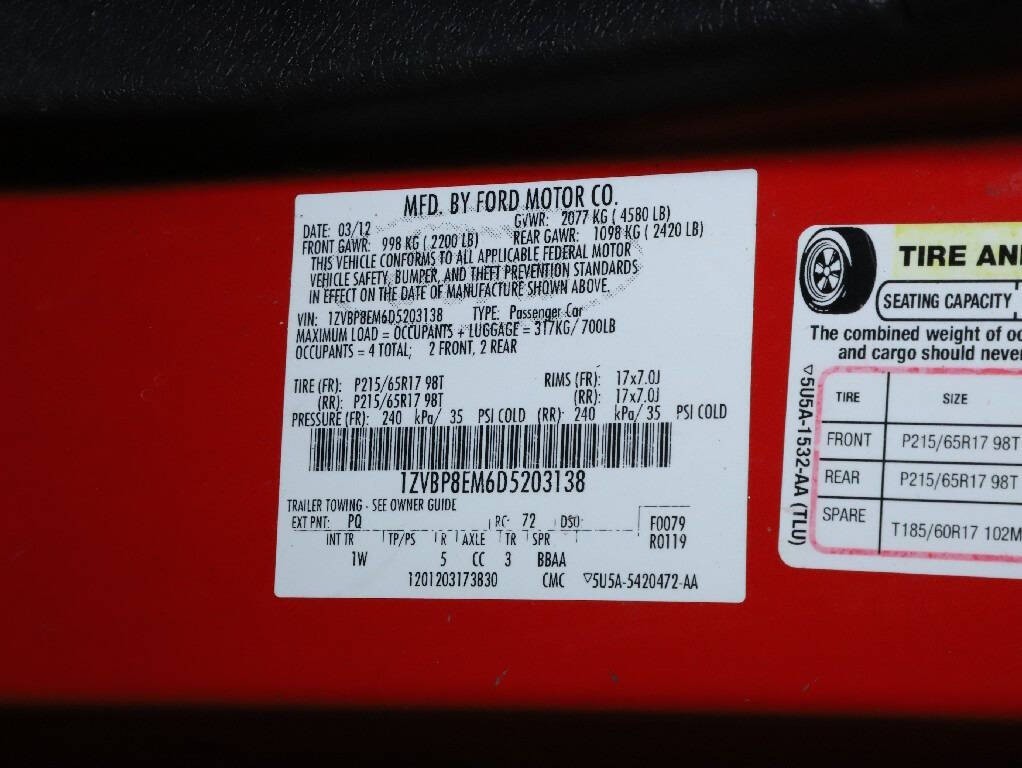 MFD. BY FORD MOTOR CO.
DATE: 03/12 GVWR: 2077 KG ( 4580 LB)
FRONT GAWR: 998 KG ( 2200 LB) REAR GAWR: 1098 KG ( 2420 LB)
THIS VEHICLE CONFORMS TO ALL APPLICABLE FEDERAL MOTOR
VEHICLE SAFETY, BUMPER, AND THEFT PREVENTION STANDARDS
IN EFFECT ON THE DATE OF MANUFACTURE SHOWN ABOVE.
VIN: 1ZVBP8EM6D5203138 TYPE: Passenger Car
MAXIMUM LOAD = OCCUPANTS + LUGGAGE = 317KG/700LB
OCCUPANTS = 4 TOTAL; 2 FRONT, 2 REAR
TIRE (FR): P215/65R17 98T RIMS (FR): 17x7.0J
(RR): P215/65R17 98T (RR): 17x7.0J
PRESSURE (FR): 240 kPa/ 35 PSI COLD (RR): 240 kPa/ 35 PSI COLD
1ZVBP8EM6D5203138
TRAILER TOWING - SEE OWNER GUIDE
EXT PNT: PQ RC: 72 DSO: F0079
R0119
INT TR TP/PS R AXLE TR SPR
1W 5 CC 3 BBAA
1201203173830 CMC ▽5U5A-5420472-AA
TIRE AN
SEATING CAPACITY
The combined weight of oc
and cargo should never
TIRE SIZE
FRONT P215/65R17 98T
REAR P215/65R17 98T
SPARE T185/60R17 102M
▽5U5A-1532-AA (TLU)